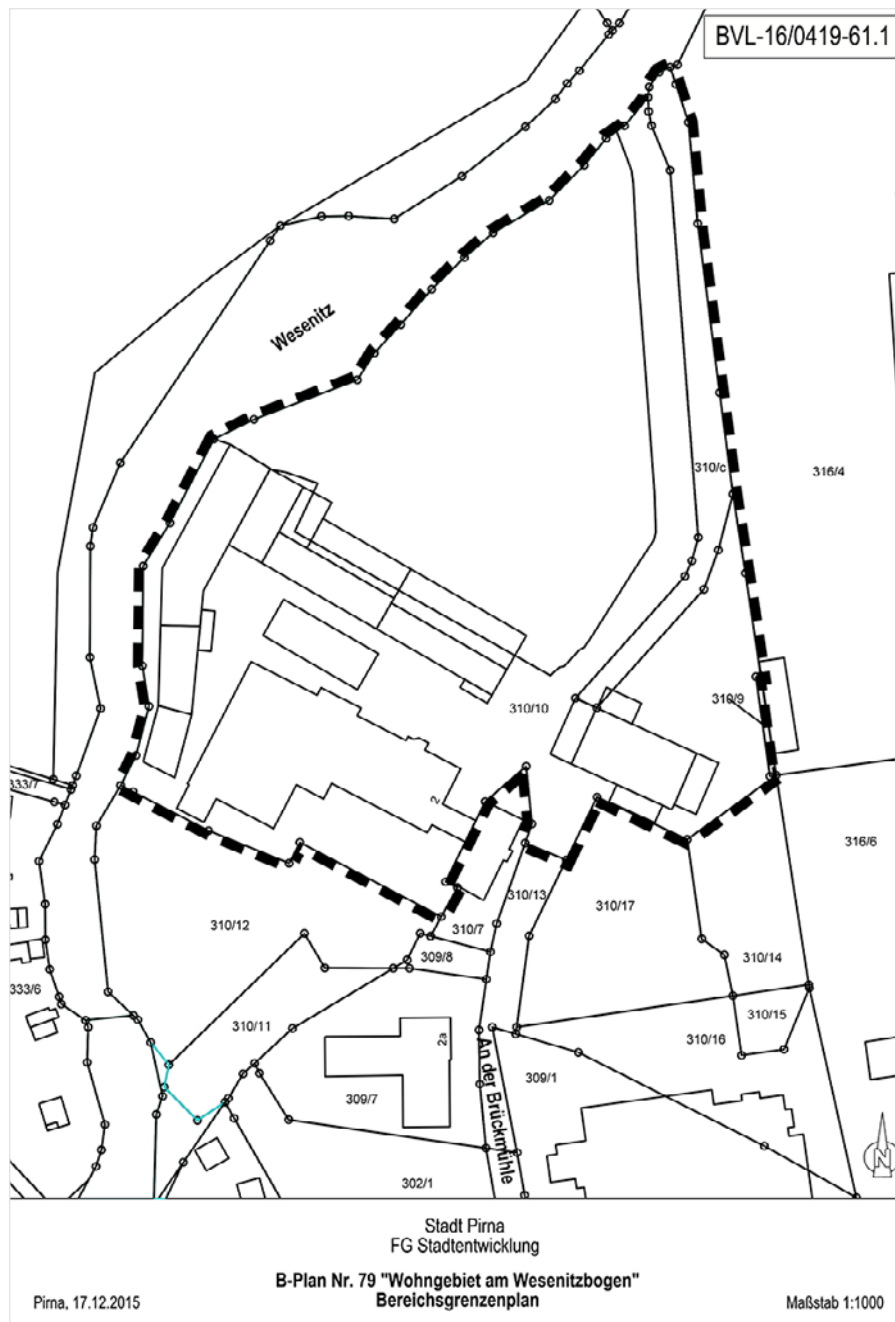 BVL-16/0419-61.1
Wesenitz
310/c
316/4
310/9
310/10
2
333/7
316/6
310/13
310/17
310/12
310/7
309/8
310/14
333/6
310/15
310/11
310/16
2a
An der Brückmühle
309/1
309/7
302/1
N
Stadt Pirna
FG Stadtentwicklung
B-Plan Nr. 79 "Wohngebiet am Wesenitzbogen"
Bereichsgrenzenplan
Pirna, 17.12.2015
Maßstab 1:1000